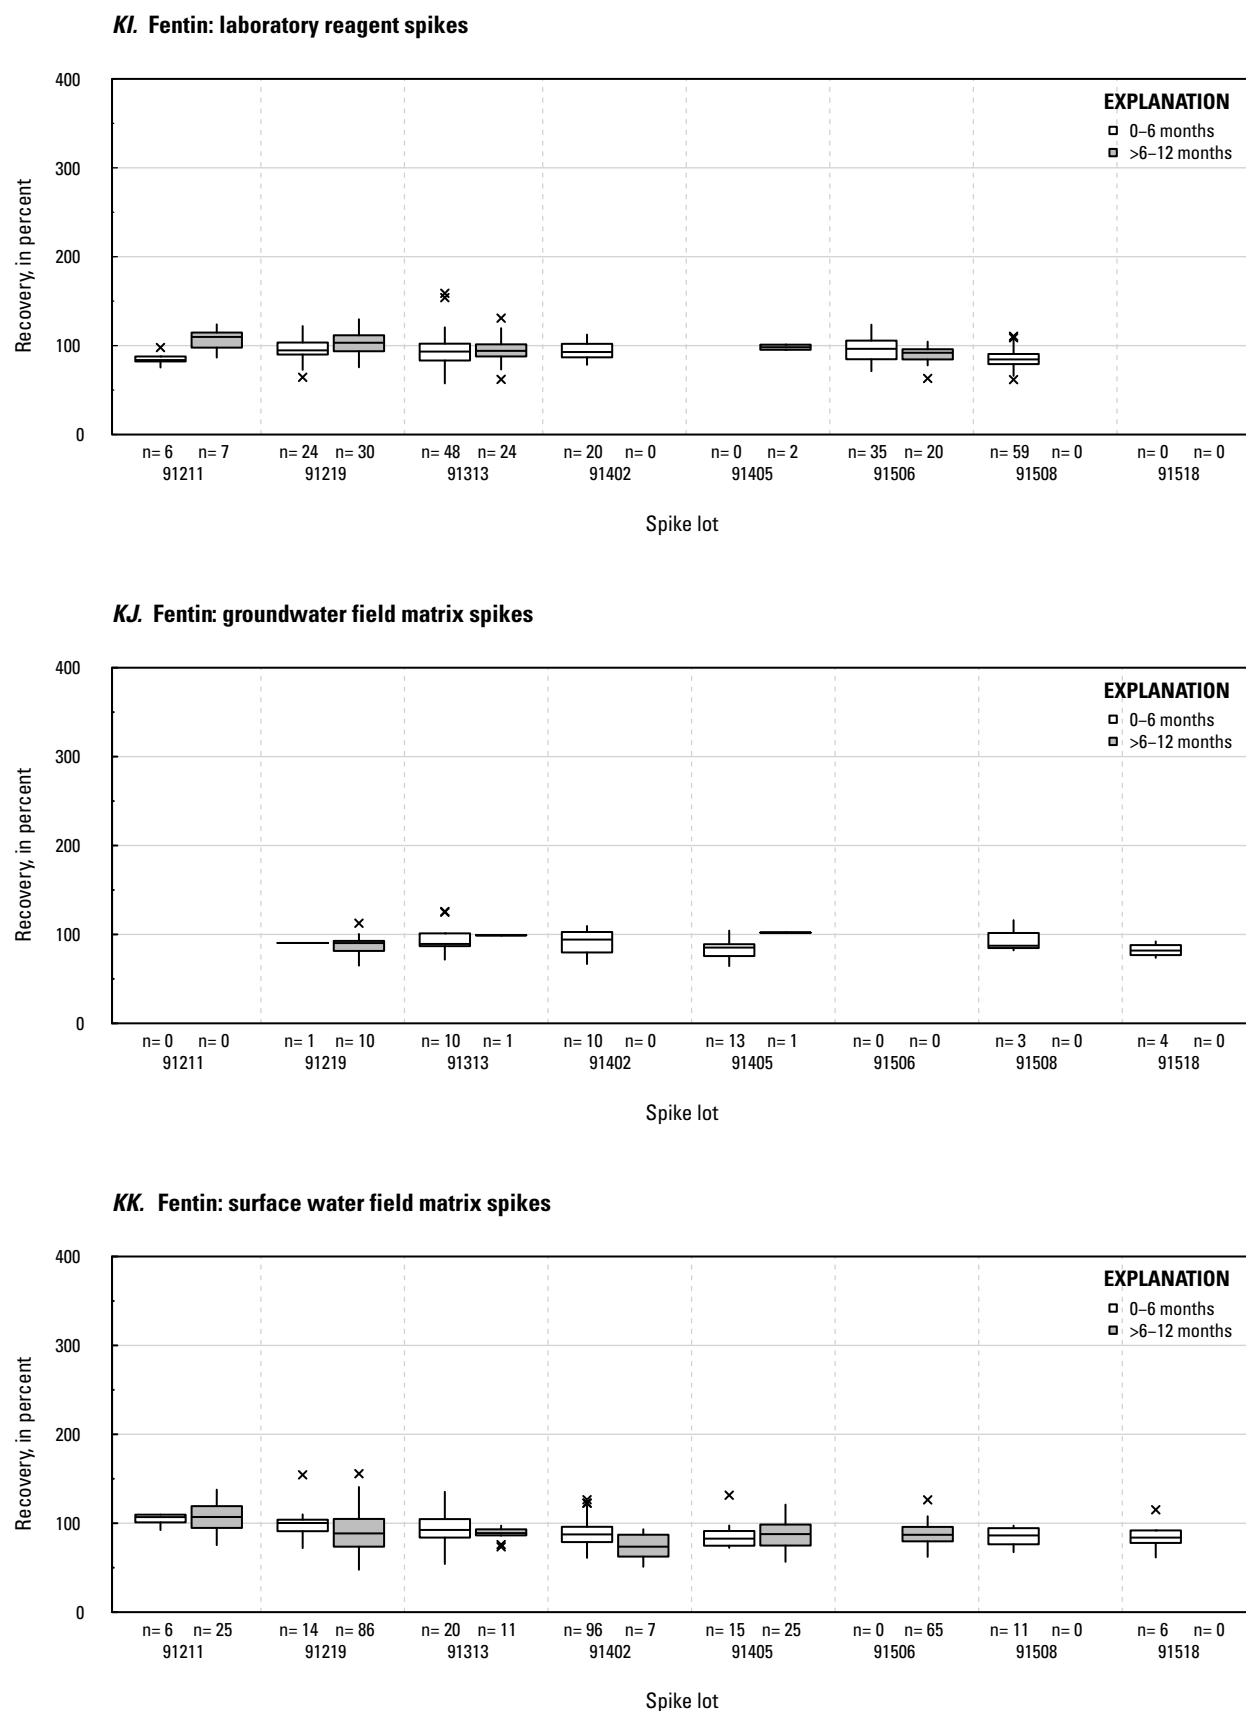 KI. Fentin: laboratory reagent spikes
400
300
200
100
0
Recovery, in percent
EXPLANATION
0–6 months
>6–12 months
n= 6 n= 7 n= 24 n= 30 n= 48 n= 24 n= 20 n= 0 n= 0 n= 2 n= 35 n= 20 n= 59 n= 0 n= 0 n= 0
91211 91219 91313 91402 91405 91506 91508 91518
Spike lot
KJ. Fentin: groundwater field matrix spikes
400
300
200
100
0
Recovery, in percent
EXPLANATION
0–6 months
>6–12 months
n= 0 n= 0 n= 1 n= 10 n= 10 n= 1 n= 10 n= 0 n= 13 n= 1 n= 0 n= 0 n= 3 n= 0 n= 4 n= 0
91211 91219 91313 91402 91405 91506 91508 91518
Spike lot
KK. Fentin: surface water field matrix spikes
400
300
200
100
0
Recovery, in percent
EXPLANATION
0–6 months
>6–12 months
n= 6 n= 25 n= 14 n= 86 n= 20 n= 11 n= 96 n= 7 n= 15 n= 25 n= 0 n= 65 n= 11 n= 0 n= 6 n= 0
91211 91219 91313 91402 91405 91506 91508 91518
Spike lot